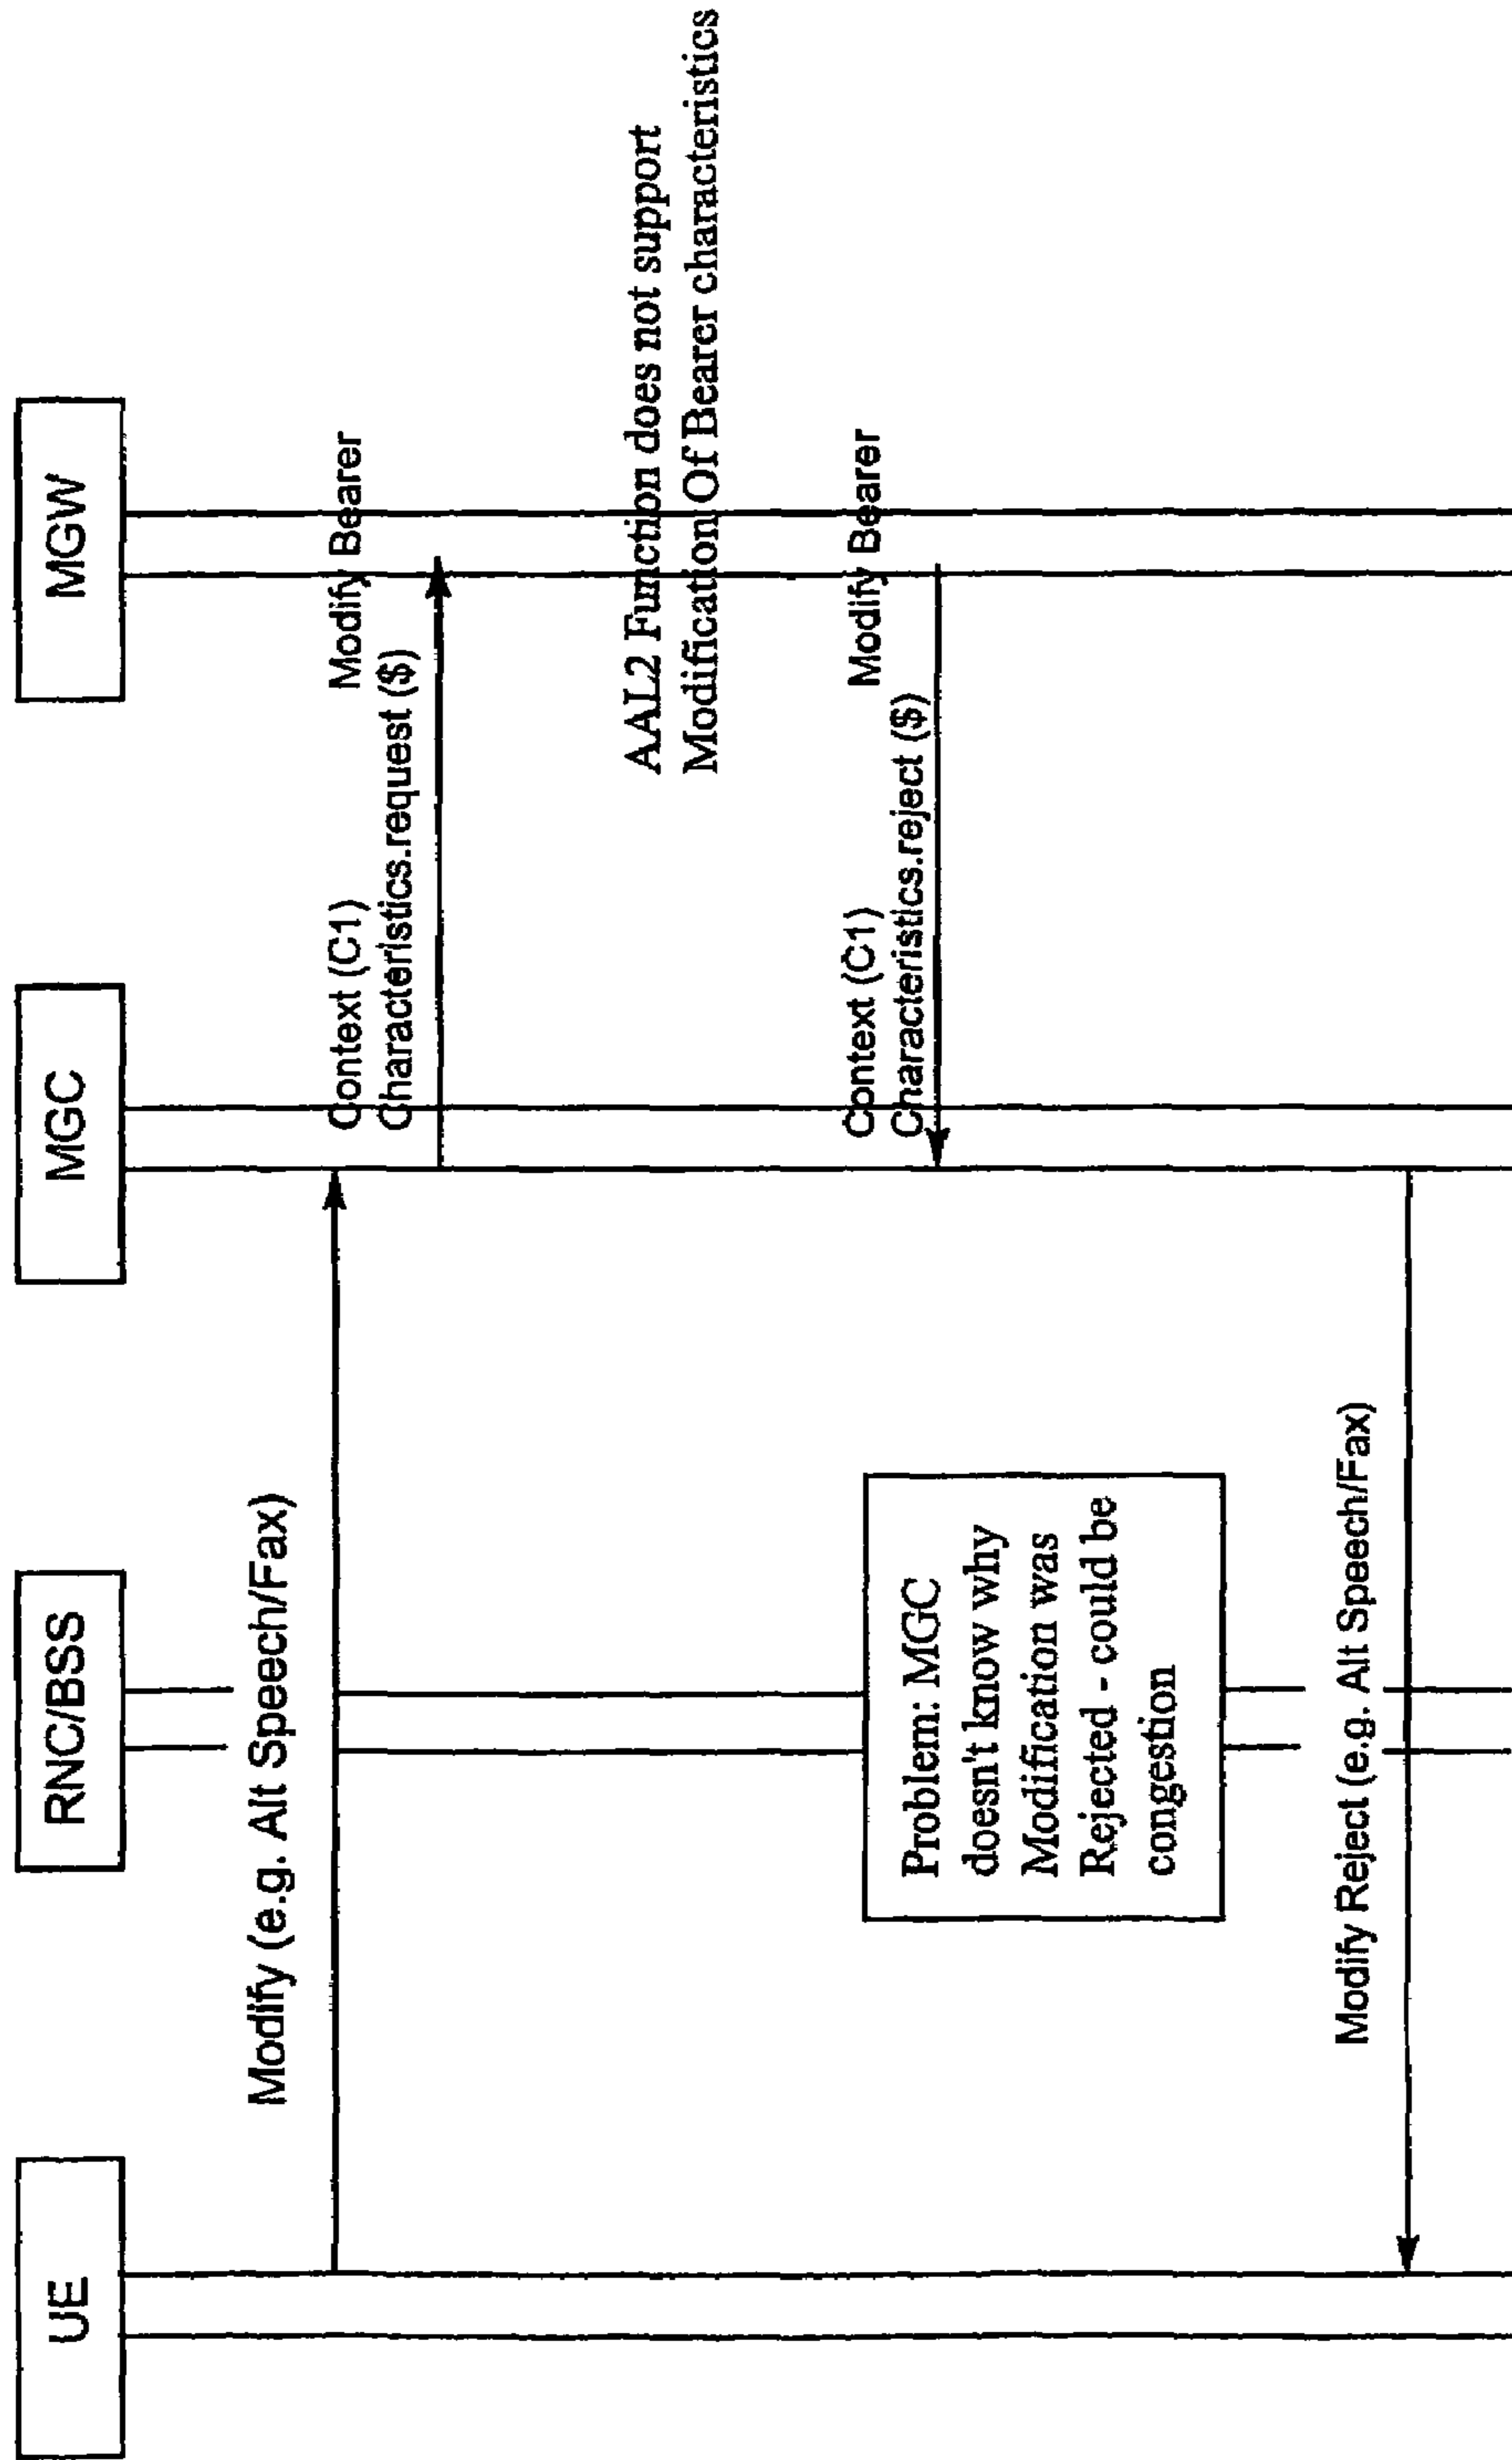 UE
RNC/BSS
MGC
MGW
Modify (e.g. Alt Speech/Fax)
Context (C1) Modify Bearer
Characteristics.request ($)
AAL2 Function does not support
Modification Of Bearer characteristics
Context (C1) Modify Bearer
Characteristics.reject ($)
Problem: MGC
doesn't know why
Modification was
Rejected - could be
congestion
Modify Reject (e.g. Alt Speech/Fax)